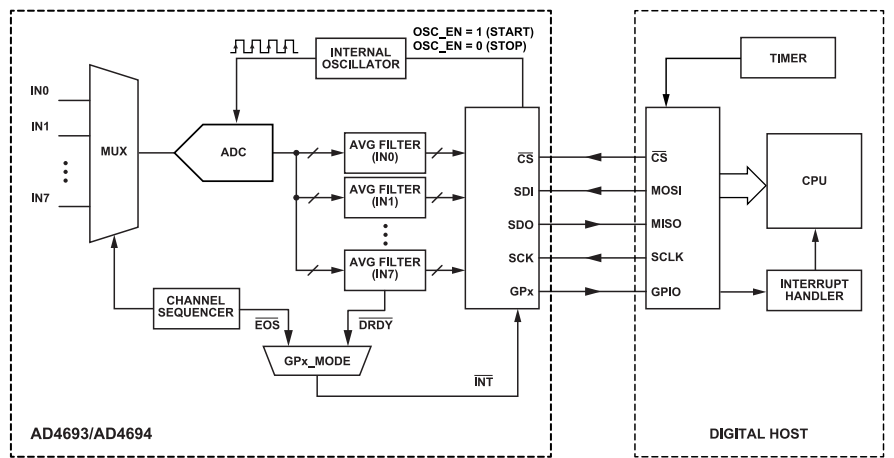 OSC_EN = 1 (START)
OSC_EN = 0 (STOP)
INTERNAL
OSCILLATOR
TIMER
IN0
IN1
IN7
MUX
ADC
AVG FILTER
(IN0)
AVG FILTER
(IN1)
AVG FILTER
(IN7)
CS
SDI
SDO
SCK
GPx
CS
MOSI
MISO
SCLK
GPIO
CPU
INTERRUPT
HANDLER
CHANNEL
SEQUENCER
EOS
DRDY
GPx_MODE
INT
AD4693/AD4694
DIGITAL HOST